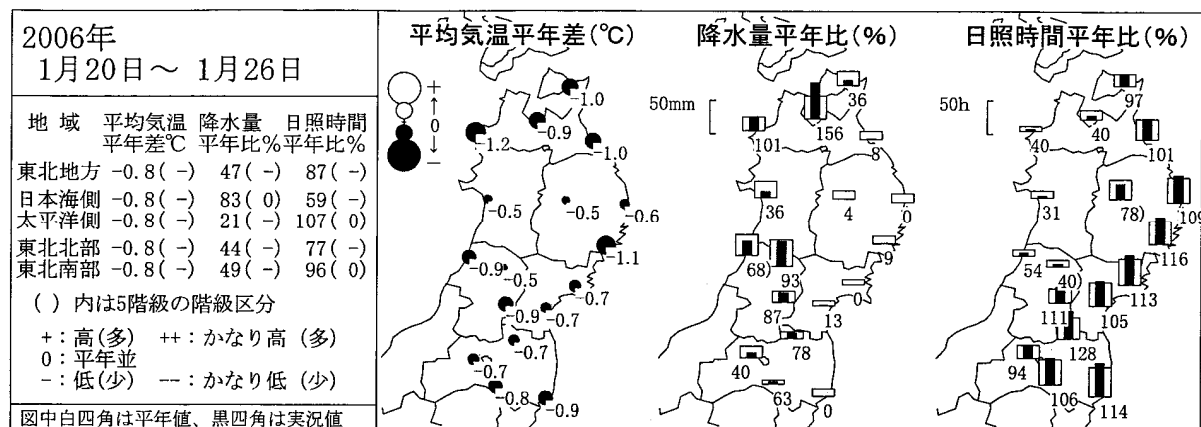 2006年
1月20日～ 1月26日
地 域 平均気温 降水量 日照時間
平年差℃ 平年比% 平年比%
東北地方 -0.8( -) 47( -) 87( -)
日本海側 -0.8( -) 83( 0) 59( -)
太平洋側 -0.8( -) 21( -) 107( 0)
東北北部 -0.8( -) 44( -) 77( -)
東北南部 -0.8( -) 49( -) 96( 0)
( ) 内は5階級の階級区分
+：高(多) ++：かなり高 (多)
0：平年並
-：低(少) --：かなり低 (少)
図中白四角は平年値、黒四角は実況値
平均気温平年差(℃)
+
↑
0
↓
-
-1.0
-0.9
-1.2
-1.0
-0.5
-0.5
-0.6
-1.1
-0.9
-0.5
-0.7
-0.9
-0.7
-0.7
-0.7
-0.8
-0.9
降水量平年比(%)
50mm
36
156
101
8
36
4
0
9
68)
93
0
87
13
78
40
63
0
日照時間平年比(%)
50h
97
40
40
101
31
78)
109
116
54
40)
113
111
105
128
94
106
114